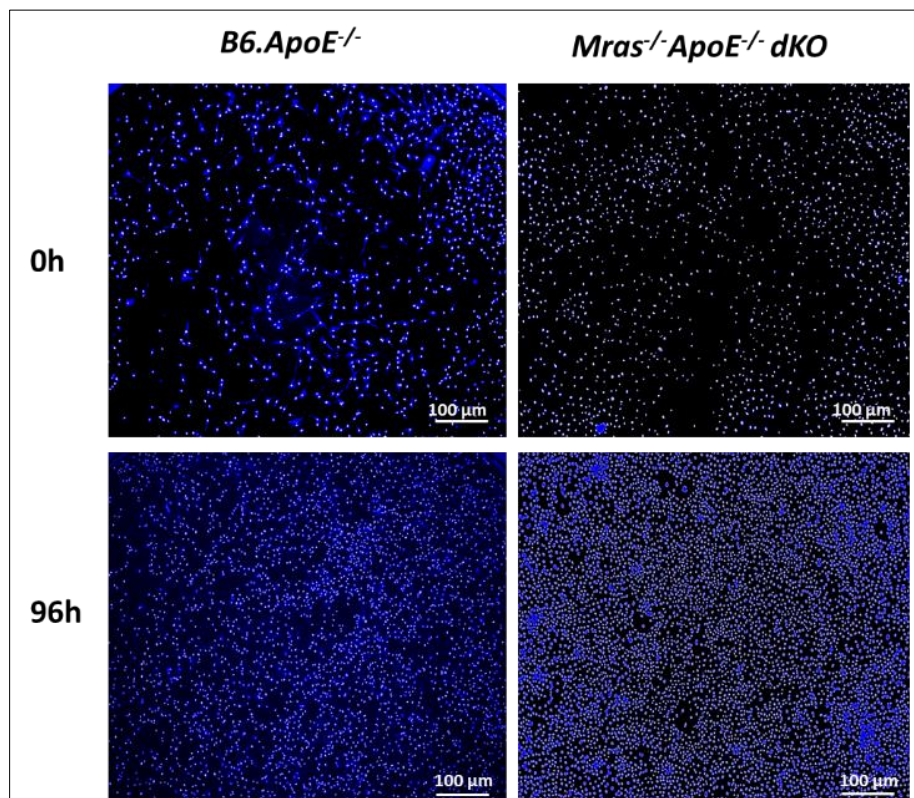 B6.ApoE-/- Mras-/-ApoE-/- dKO
0h
100 µm 100 µm
96h
100 µm 100 µm